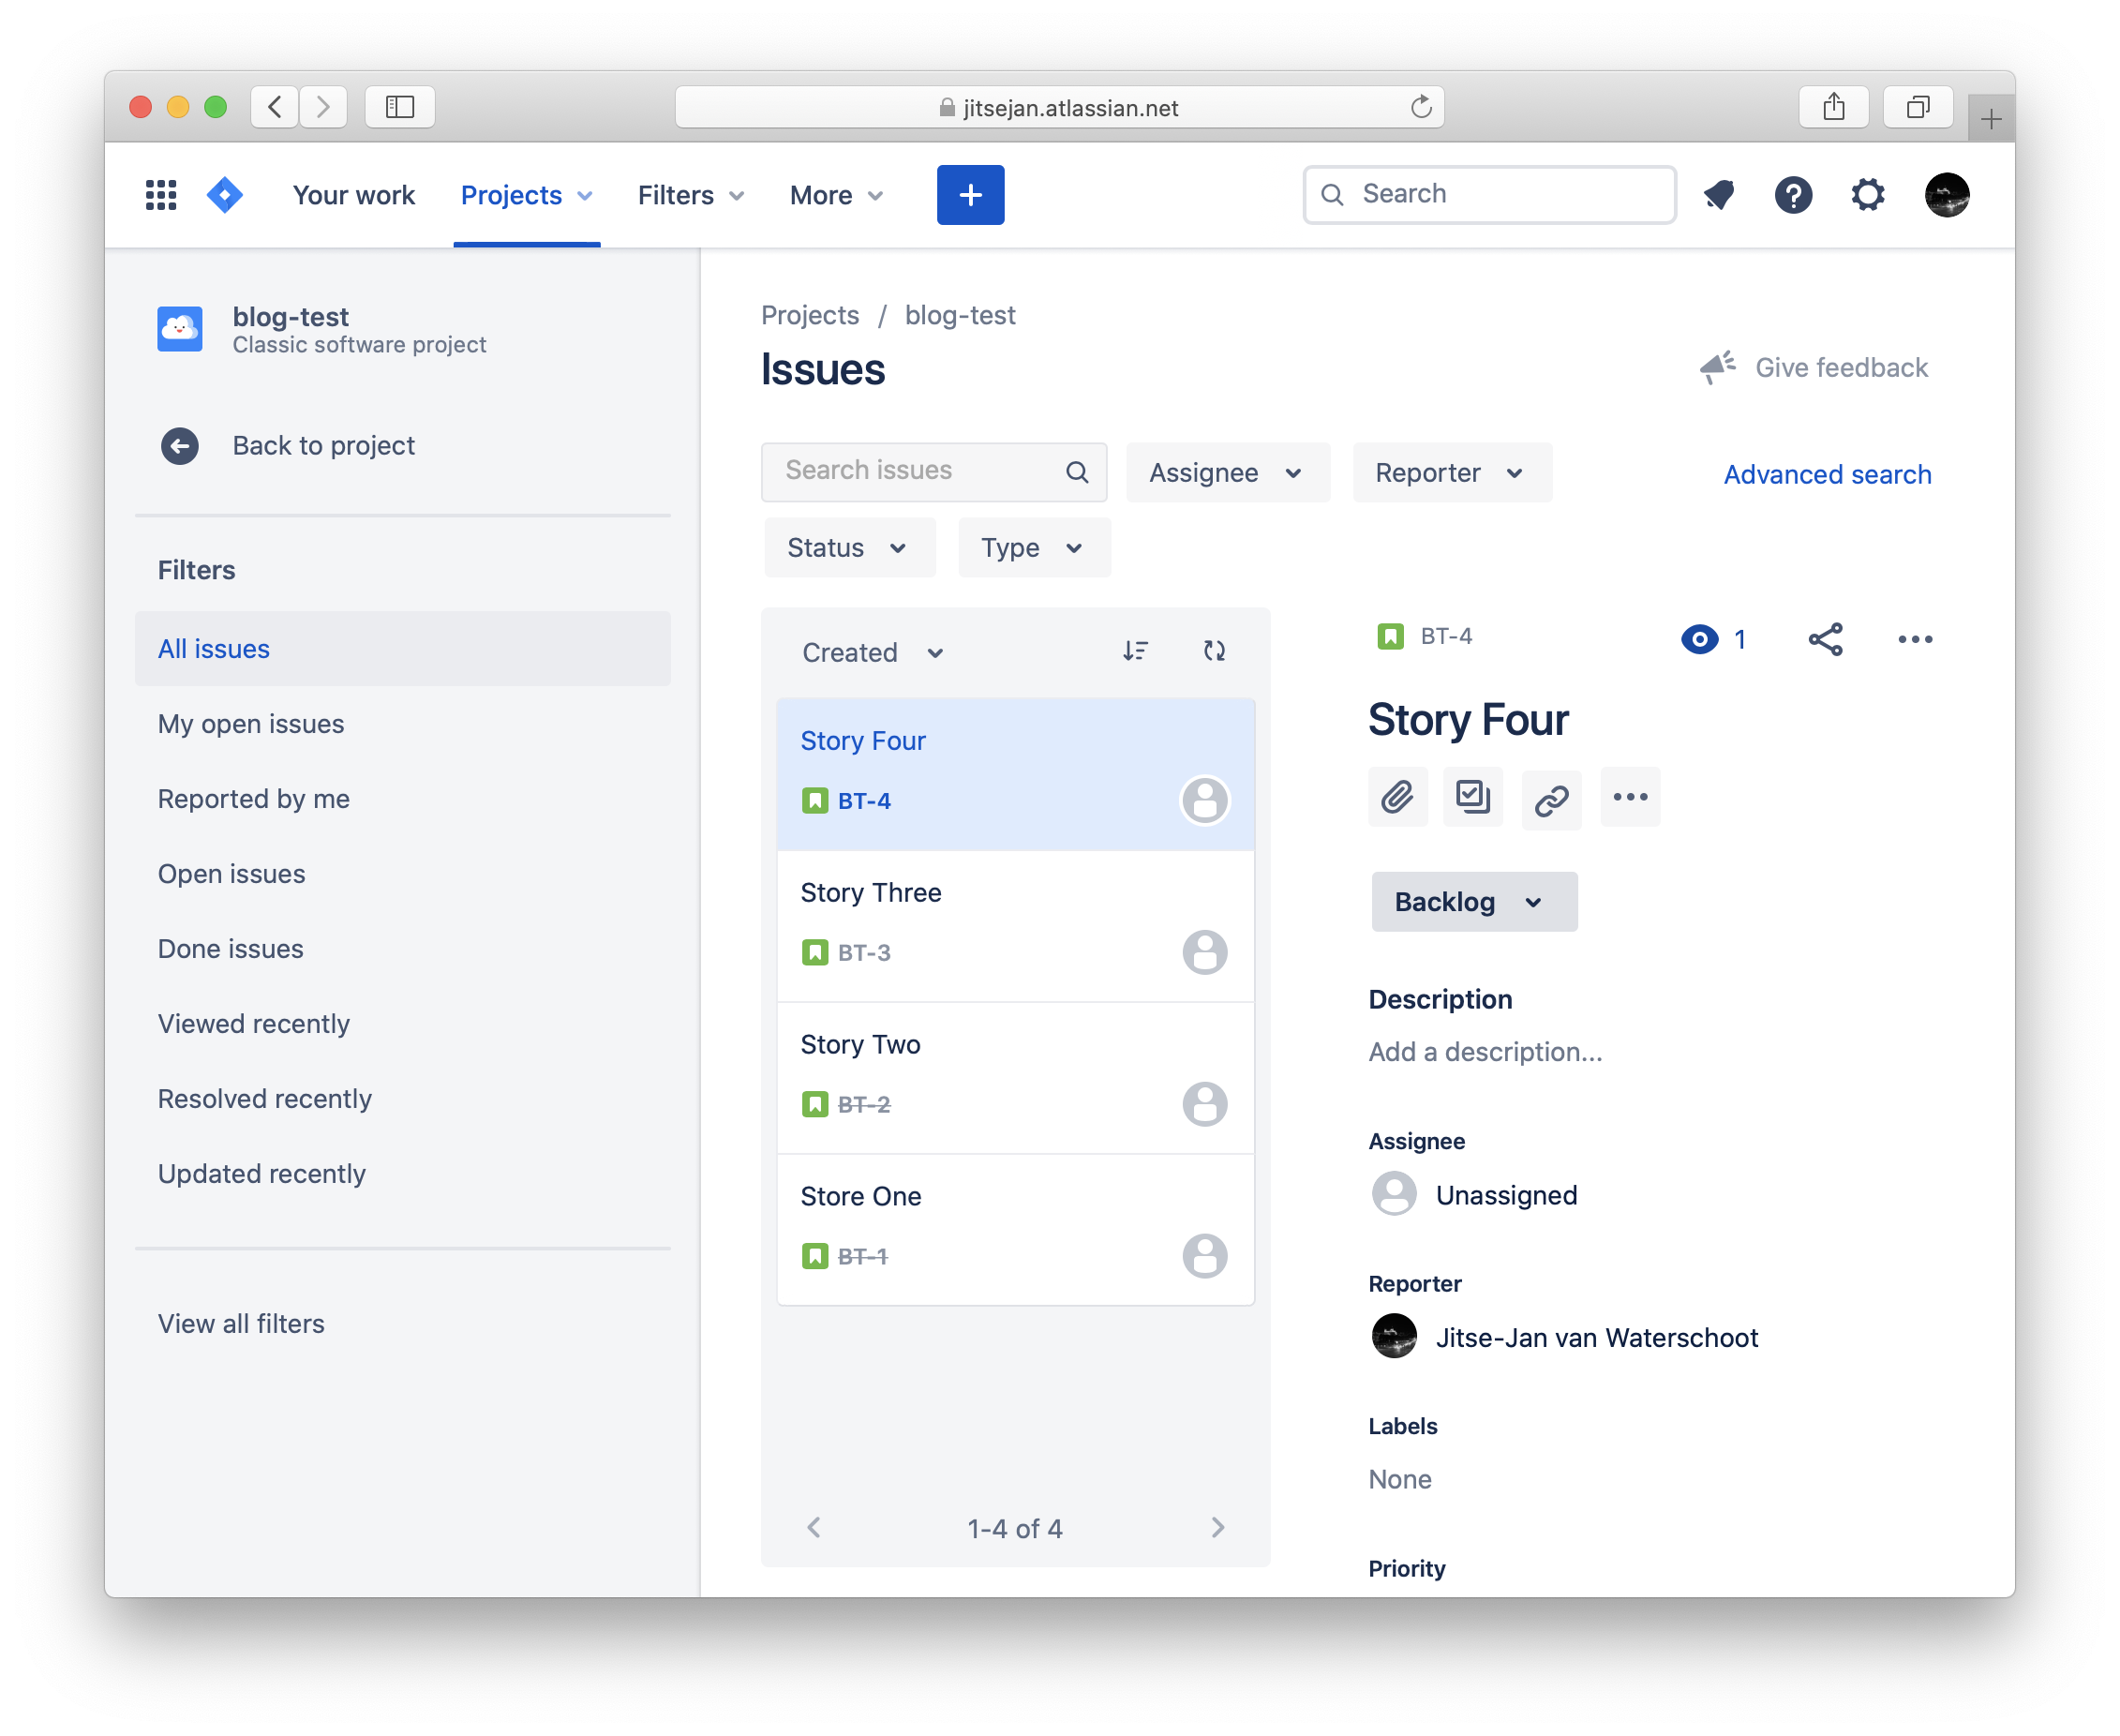 jitsejan.atlassian.net
Your work Projects Filters More + Search
blog-test
Classic software project
Back to project
Filters
All issues
My open issues
Reported by me
Open issues
Done issues
Viewed recently
Resolved recently
Updated recently
View all filters
Projects / blog-test
Issues
Give feedback
Search issues Assignee Reporter Advanced search
Status Type
Created
Story Four
BT-4
Story Three
BT-3
Story Two
BT-2
Store One
BT-1
1-4 of 4
BT-4 1
Story Four
Backlog
Description
Add a description...
Assignee
Unassigned
Reporter
Jitse-Jan van Waterschoot
Labels
None
Priority